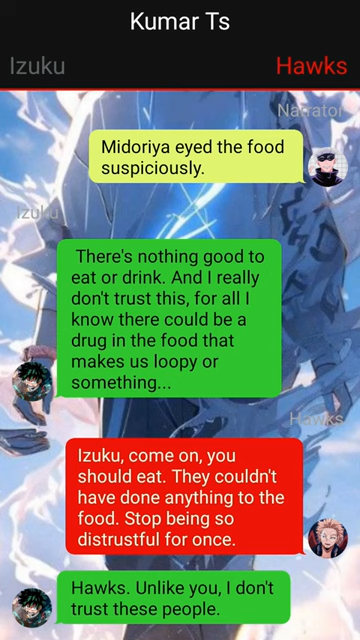 Kumar Ts
Izuku
Hawks
Narrator
Midoriya eyed the food
suspiciously.
Izuku
There's nothing good to
eat or drink. And I really
don't trust this, for all I
know there could be a
drug in the food that
makes us loopy or
something...
Hawks
Izuku, come on, you
should eat. They couldn't
have done anything to the
food. Stop being so
distrustful for once.
Hawks. Unlike you, I don't
trust these people.